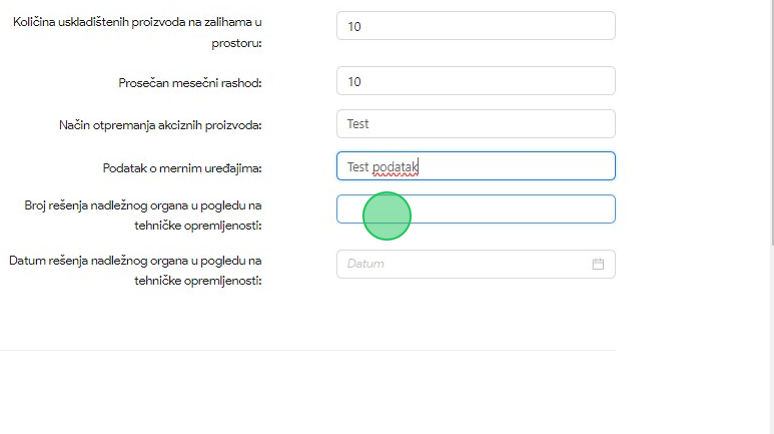 Količina uskladištenih proizvoda na zalihama u
prostoru:
10
Prosečan mesečni rashod:
10
Način otpremanja akciznih proizvoda:
Test
Podatak o mernim uređajima:
Test podatak
Broj rešenja nadležnog organa u pogledu na
tehničke opremljenosti:
Datum rešenja nadležnog organa u pogledu na
tehničke opremljenosti:
Datum